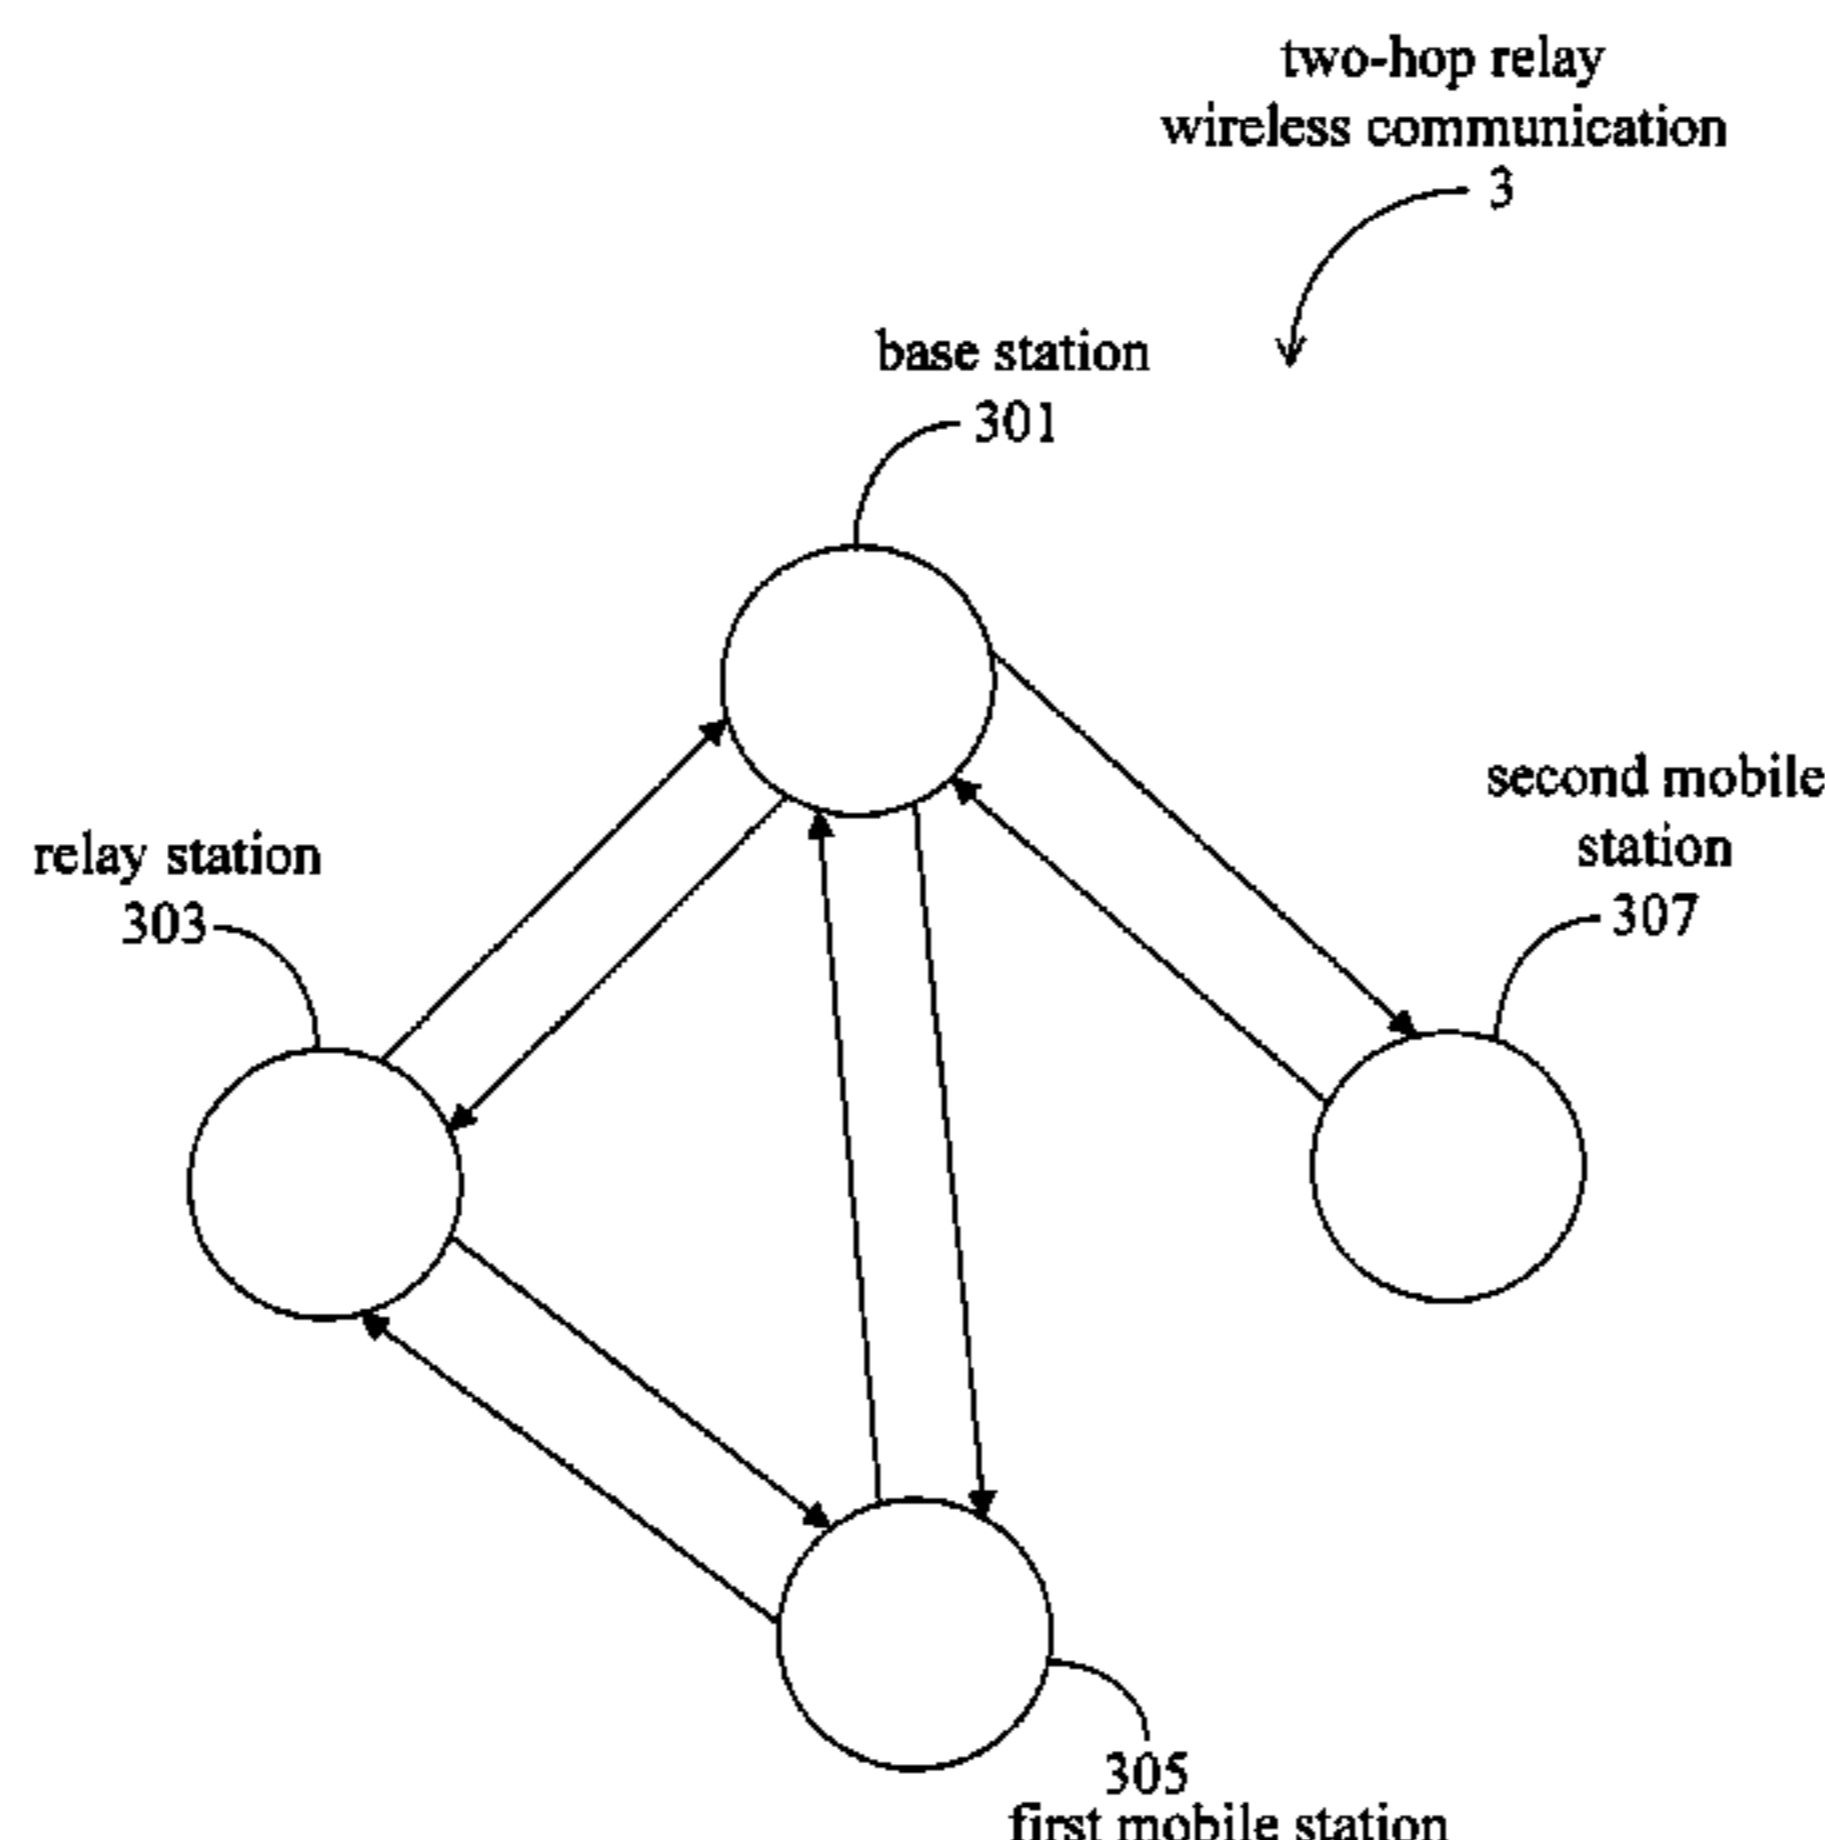 two-hop relay
wireless communication
3
base station
301
second mobile
station
307
relay station
303
305
first mobile station